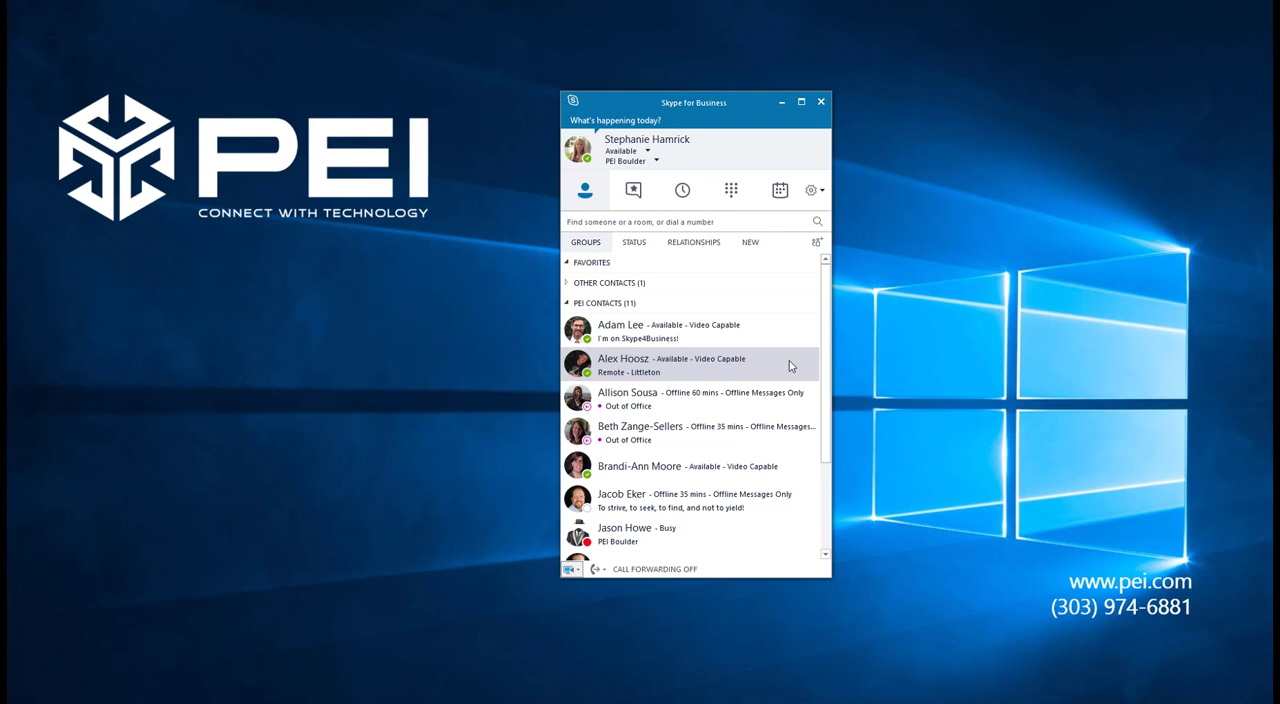 PEI
CONNECT WITH TECHNOLOGY
Skype for Business
What's happening today?
Stephanie Hamrick
Available
PEI Boulder
Find someone or a room, or dial a number
GROUPS STATUS RELATIONSHIPS NEW
FAVORITES
OTHER CONTACTS (1)
PEI CONTACTS (11)
Adam Lee - Available - Video Capable
I'm on Skype4Business!
Alex Hoosz - Available - Video Capable
Remote - Littleton
Allison Sousa - Offline 60 mins - Offline Messages Only
Out of Office
Beth Zange-Sellers - Offline 35 mins - Offline Messages...
Out of Office
Brandi-Ann Moore - Available - Video Capable
Jacob Eker - Offline 35 mins - Offline Messages Only
To strive, to seek, to find, and not to yield!
Jason Howe - Busy
PEI Boulder
CALL FORWARDING OFF
www.pei.com
(303) 974-6881